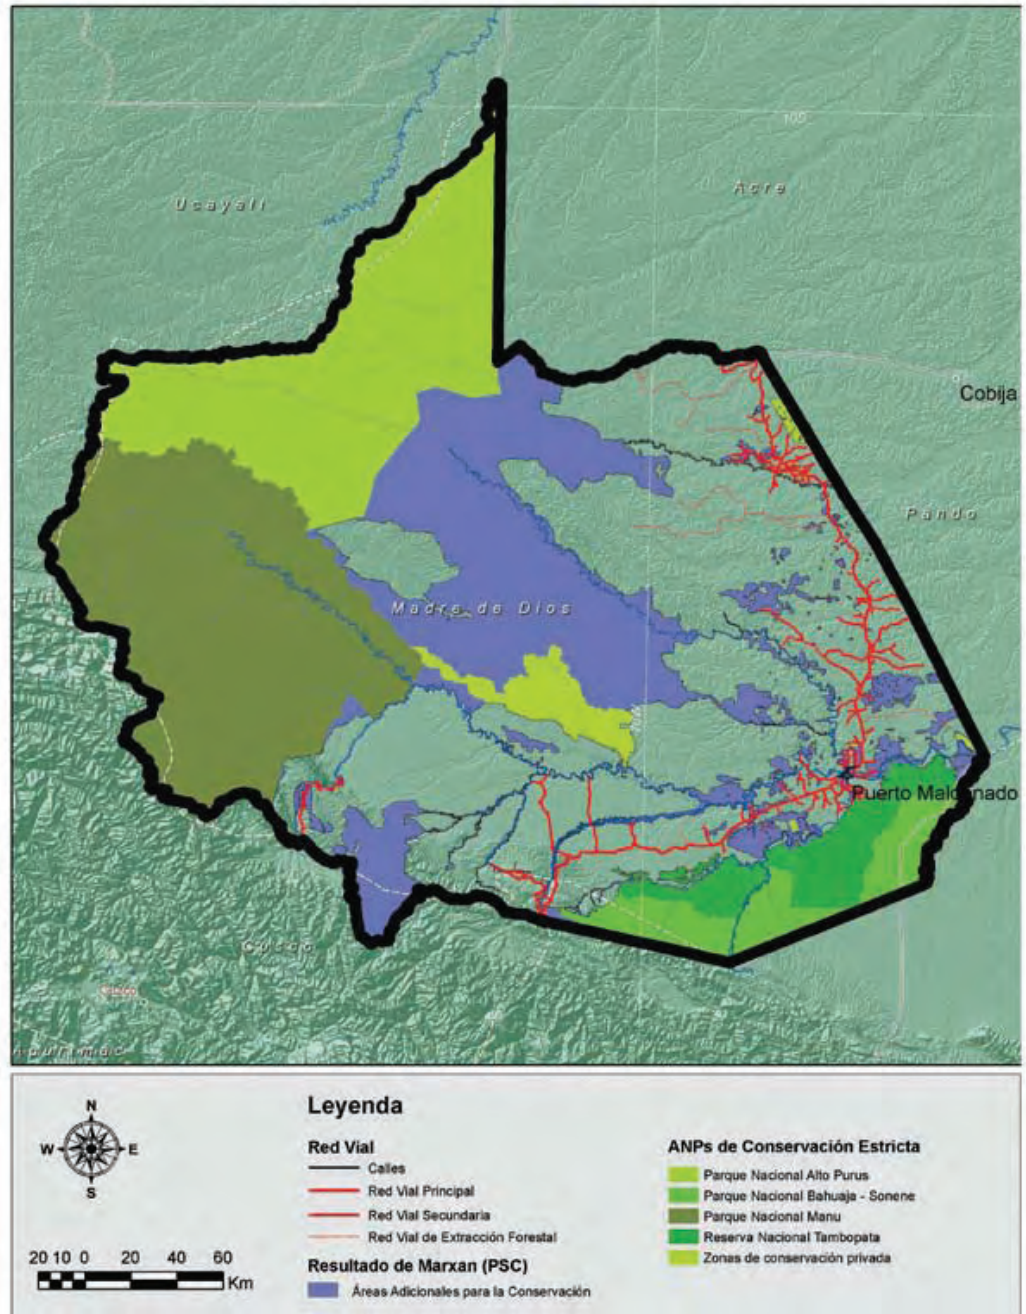 10S
Ucayali
Acre
Cobija
Pando
Madre de Dios
Puerto Maldonado
Cusco
Cusco
Leyenda
N
W
E
S
Red Vial
Calles
Red Vial Principal
Red Vial Secundaria
Red Vial de Extracción Forestal
20 10 0 20 40 60
Km
Resultado de Marxan (PSC)
Áreas Adicionales para la Conservación
ANPs de Conservación Estricta
Parque Nacional Alto Purus
Parque Nacional Bahuaja - Sonene
Parque Nacional Manu
Reserva Nacional Tambopata
Zonas de conservación privada